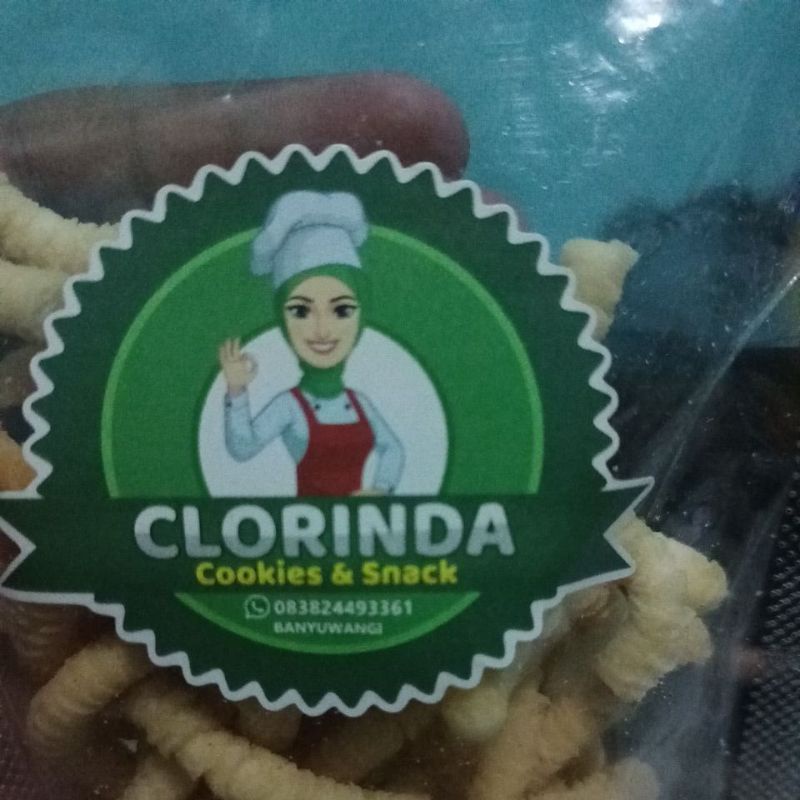 CLORINDA
Cookies & Snack
083824493361
BANYUWANGI